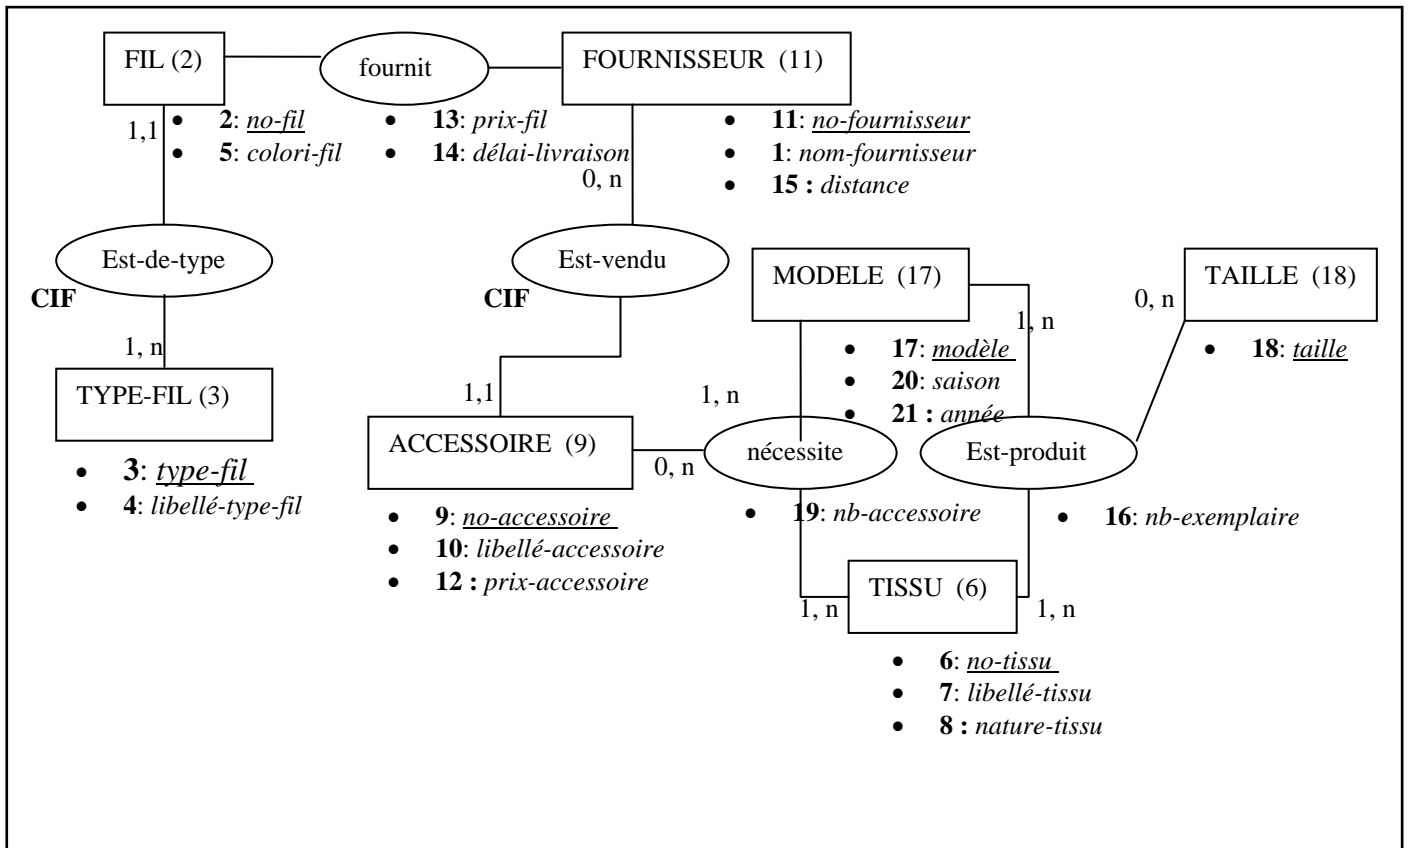 FIL (2)
fournit
FOURNISSEUR (11)
1,1
• 2: no-fil
• 5: colori-fil
• 13: prix-fil
• 14: délai-livraison
0, n
• 11: no-fournisseur
• 1: nom-fournisseur
• 15 : distance
Est-de-type
CIF
Est-vendu
CIF
MODELE (17)
1, n
0, n
TAILLE (18)
• 17: modèle
• 20: saison
• 21 : année
• 18: taille
1, n
TYPE-FIL (3)
1,1
1, n
ACCESSOIRE (9)
0, n
nécessite
Est-produit
• 3: type-fil
• 4: libellé-type-fil
• 9: no-accessoire
• 10: libellé-accessoire
• 12 : prix-accessoire
• 19: nb-accessoire
• 16: nb-exemplaire
1, n
TISSU (6)
1, n
• 6: no-tissu
• 7: libellé-tissu
• 8 : nature-tissu